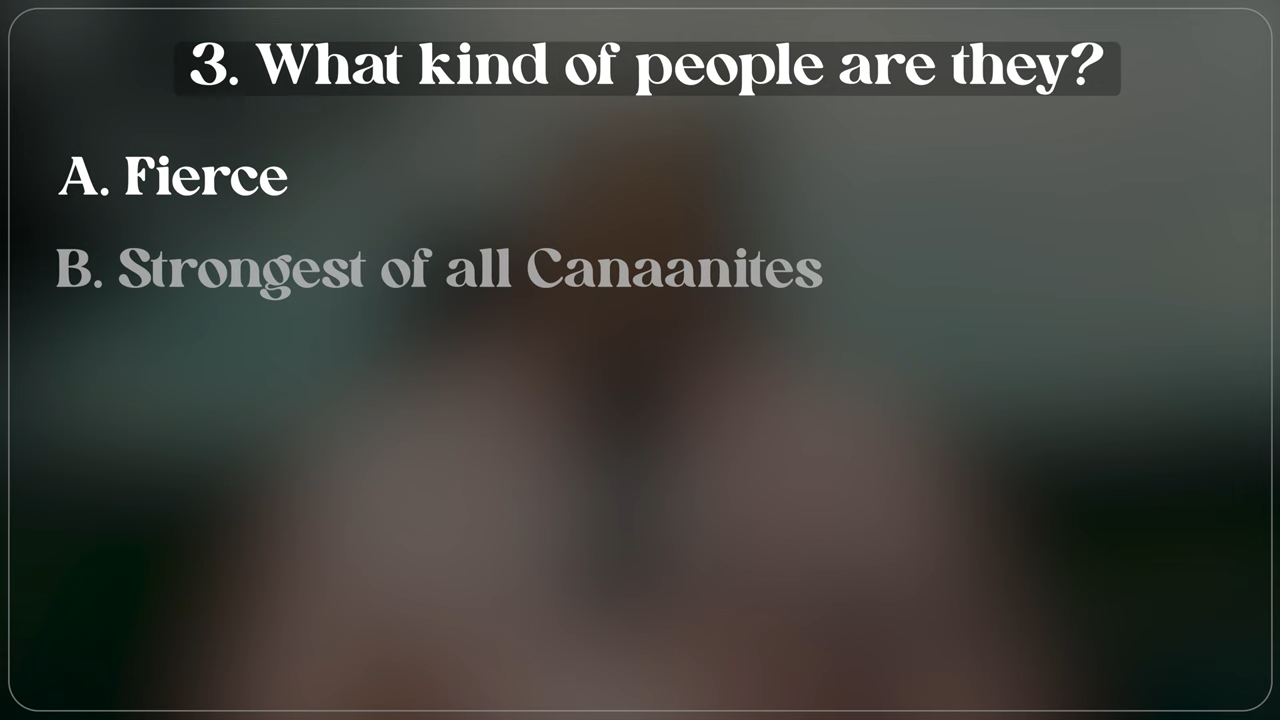 3. What kind of people are they?
A. Fierce
B. Strongest of all Canaanites